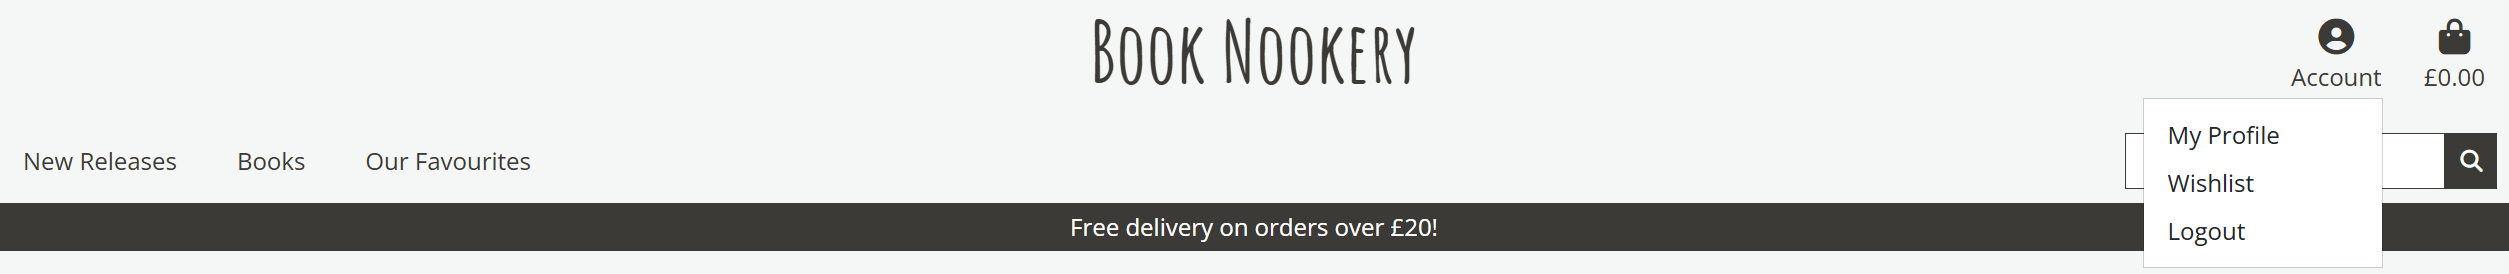 BOOK NOOKERY
Account
£0.00
New Releases
Books
Our Favourites
My Profile
Wishlist
Logout
Free delivery on orders over £20!